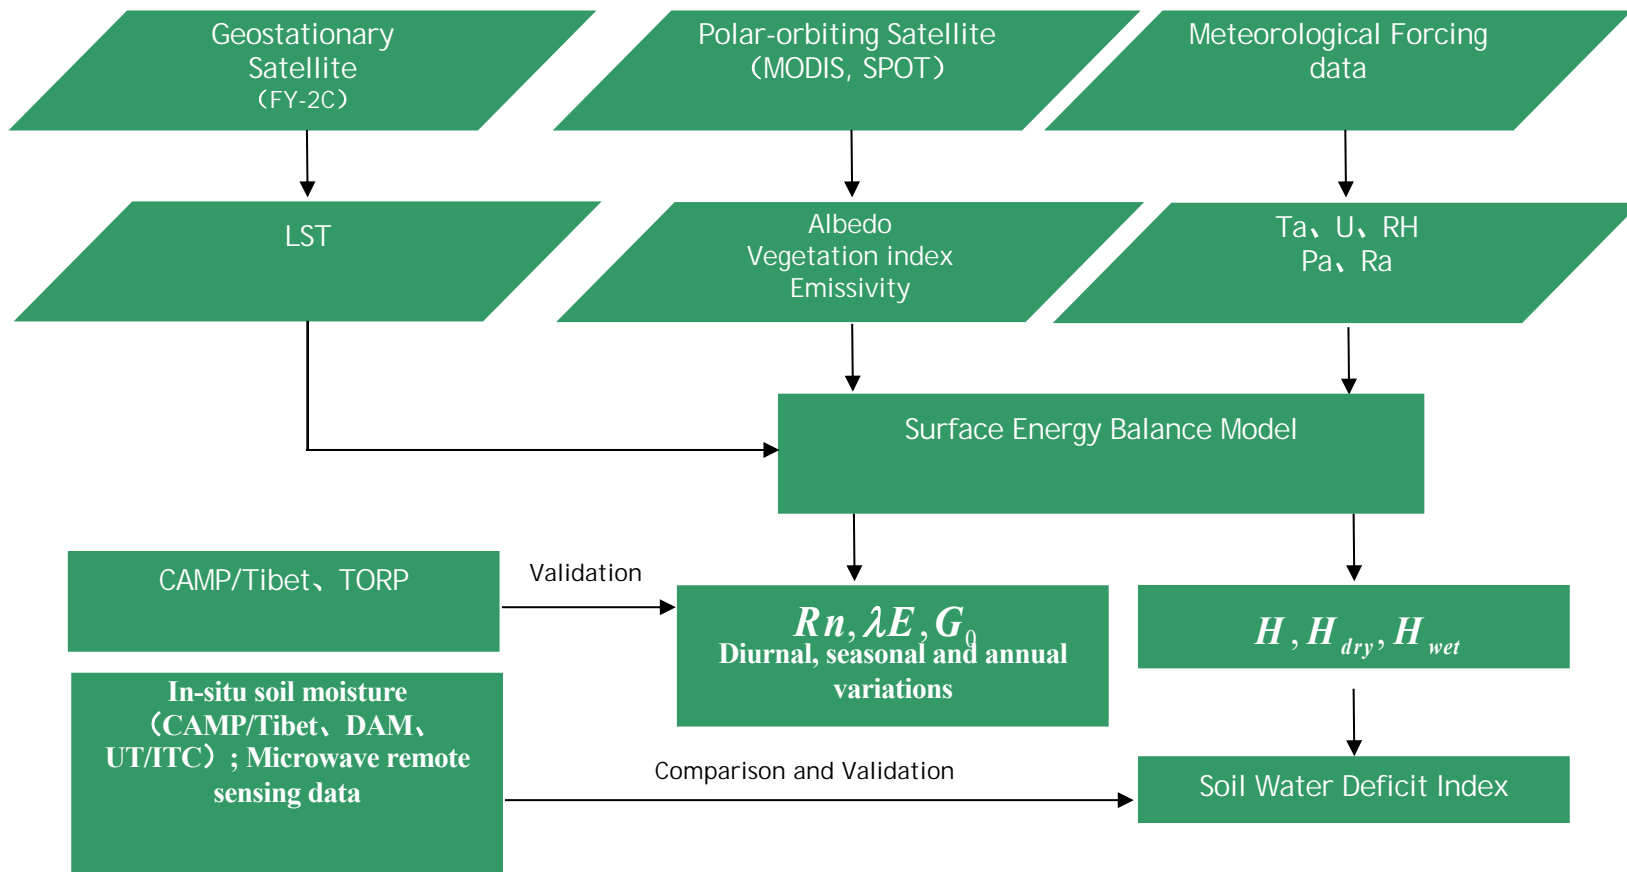 Geostationary
Satellite
（FY-2C）
Polar-orbiting Satellite
（MODIS, SPOT）
Meteorological Forcing
data
LST
Albedo
Vegetation index
Emissivity
Ta、U、RH
Pa、Ra
Surface Energy Balance Model
CAMP/Tibet、TORP
Validation
Rn, λE, G₀
Diurnal, seasonal and annual
variations
H, H_dry, H_wet
In-situ soil moisture
（CAMP/Tibet、DAM、
UT/ITC）; Microwave remote
sensing data
Comparison and Validation
Soil Water Deficit Index